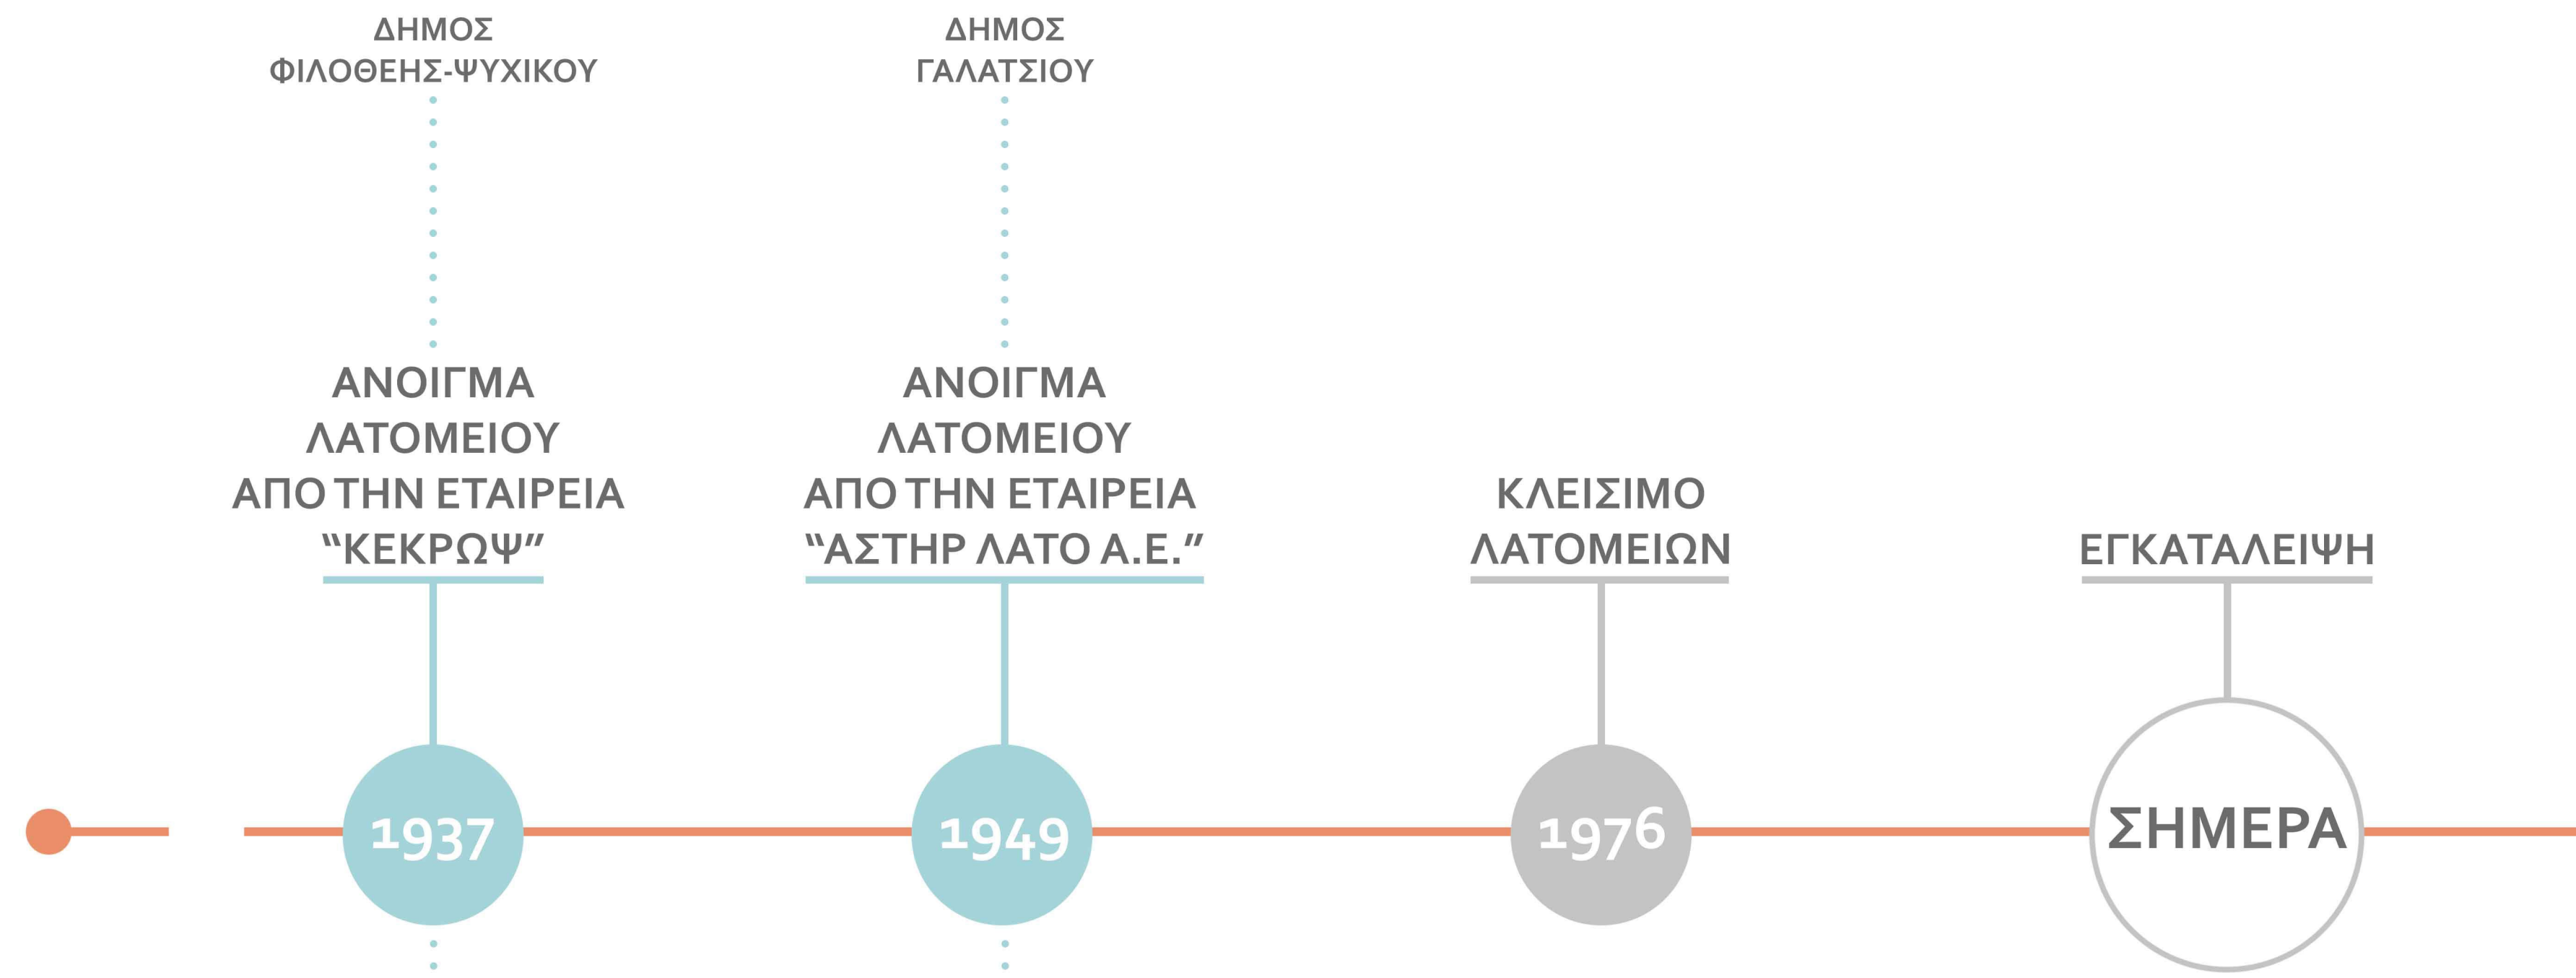 ΔΗΜΟΣ
ΦΙΛΟΘΕΗΣ-ΨΥΧΙΚΟΥ
ΑΝΟΙΓΜΑ
ΛΑΤΟΜΕΙΟΥ
ΑΠΟ ΤΗΝ ΕΤΑΙΡΕΙΑ
“ΚΕΚΡΩΨ”
1937
ΔΗΜΟΣ
ΓΑΛΑΤΣΙΟΥ
ΑΝΟΙΓΜΑ
ΛΑΤΟΜΕΙΟΥ
ΑΠΟ ΤΗΝ ΕΤΑΙΡΕΙΑ
“ΑΣΤΗΡ ΛΑΤΟ Α.Ε.”
1949
ΚΛΕΙΣΙΜΟ
ΛΑΤΟΜΕΙΩΝ
1976
ΕΓΚΑΤΑΛΕΙΨΗ
ΣΗΜΕΡΑ